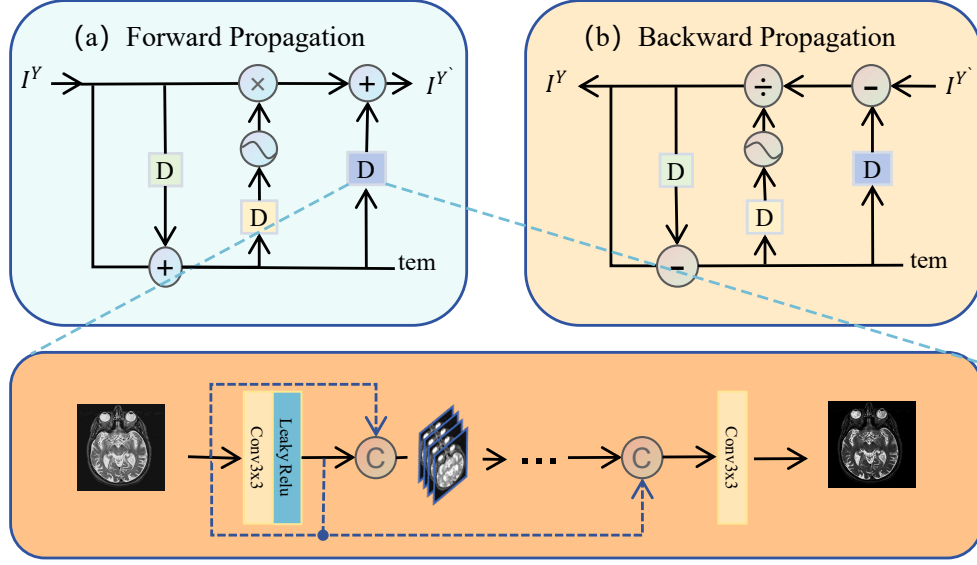 (a) Forward Propagation
I^Y × + I^Y`
D D
D
+ tem
(b) Backward Propagation
I^Y ÷ - I^Y`
D D
D
- tem
Conv3x3
Leaky Relu
C
...
C
Conv3x3